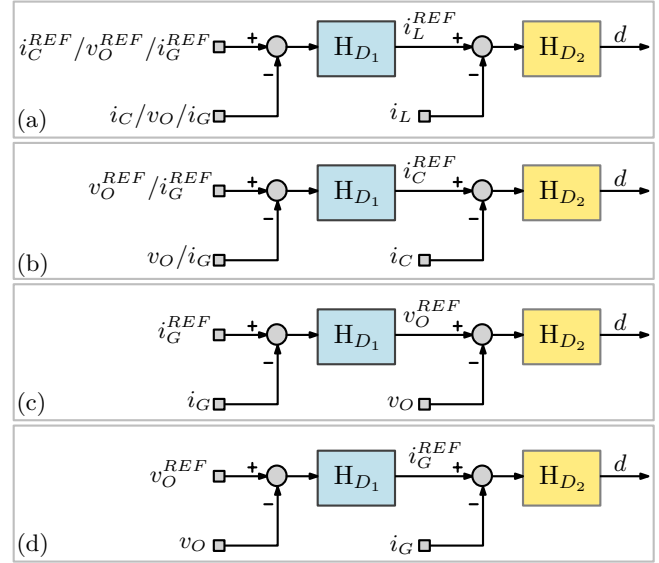 i_C^{REF}/v_O^{REF}/i_G^{REF} + − H_{D_1} i_L^{REF} + − H_{D_2} d
(a) i_C/v_O/i_G i_L
v_O^{REF}/i_G^{REF} + − H_{D_1} i_C^{REF} + − H_{D_2} d
(b) v_O/i_G i_C
i_G^{REF} + − H_{D_1} v_O^{REF} + − H_{D_2} d
(c) i_G v_O
v_O^{REF} + − H_{D_1} i_G^{REF} + − H_{D_2} d
(d) v_O i_G